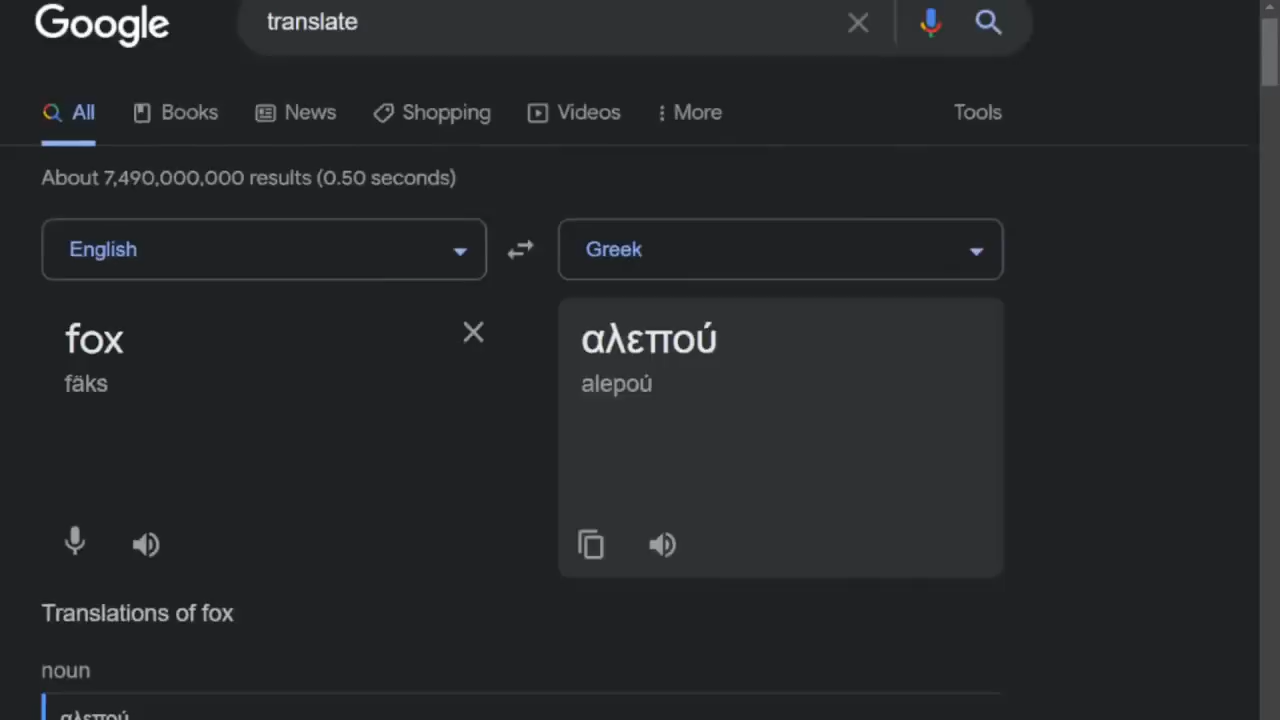 Google translate
All Books News Shopping Videos More Tools
About 7,490,000,000 results (0.50 seconds)
English Greek
fox αλεπού
fäks alepoú
Translations of fox
noun
αλεπού